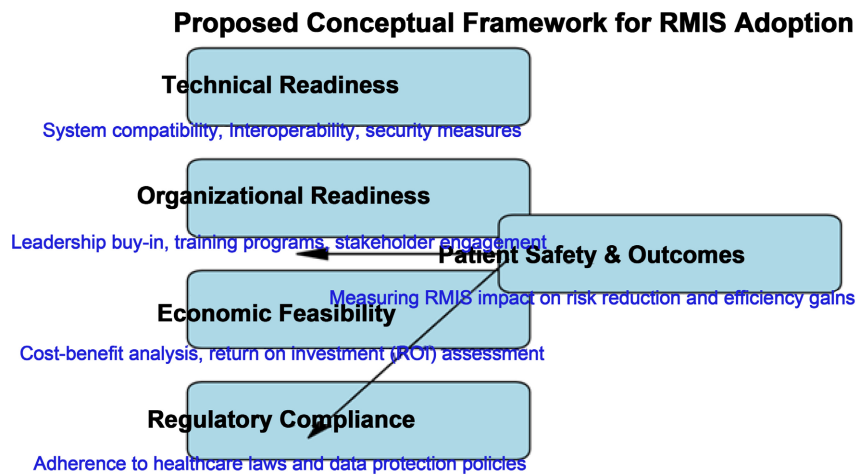 Proposed Conceptual Framework for RMIS Adoption
Technical Readiness
System compatibility, interoperability, security measures
Organizational Readiness
Leadership buy-in, training programs, stakeholder engagement
Patient Safety & Outcomes
Measuring RMIS impact on risk reduction and efficiency gains
Economic Feasibility
Cost-benefit analysis, return on investment (ROI) assessment
Regulatory Compliance
Adherence to healthcare laws and data protection policies